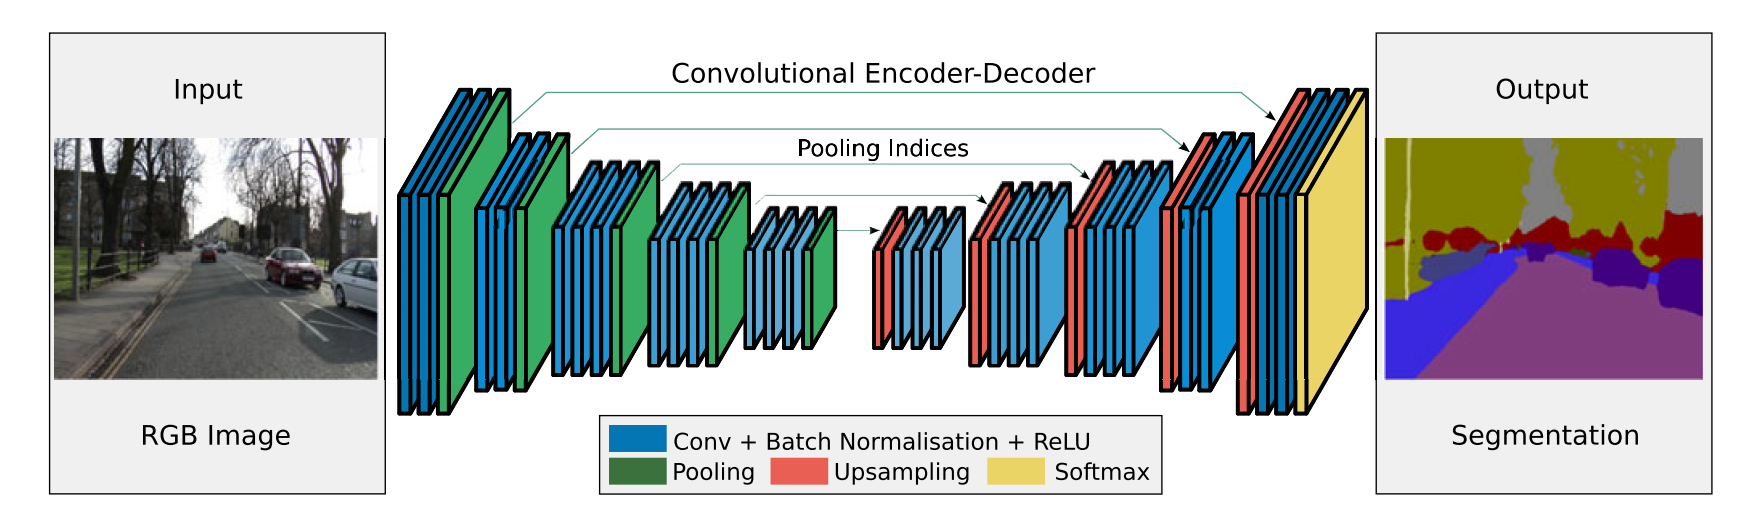 Input
RGB Image
Convolutional Encoder-Decoder
Pooling Indices
Conv + Batch Normalisation + ReLU
Pooling
Upsampling
Softmax
Output
Segmentation